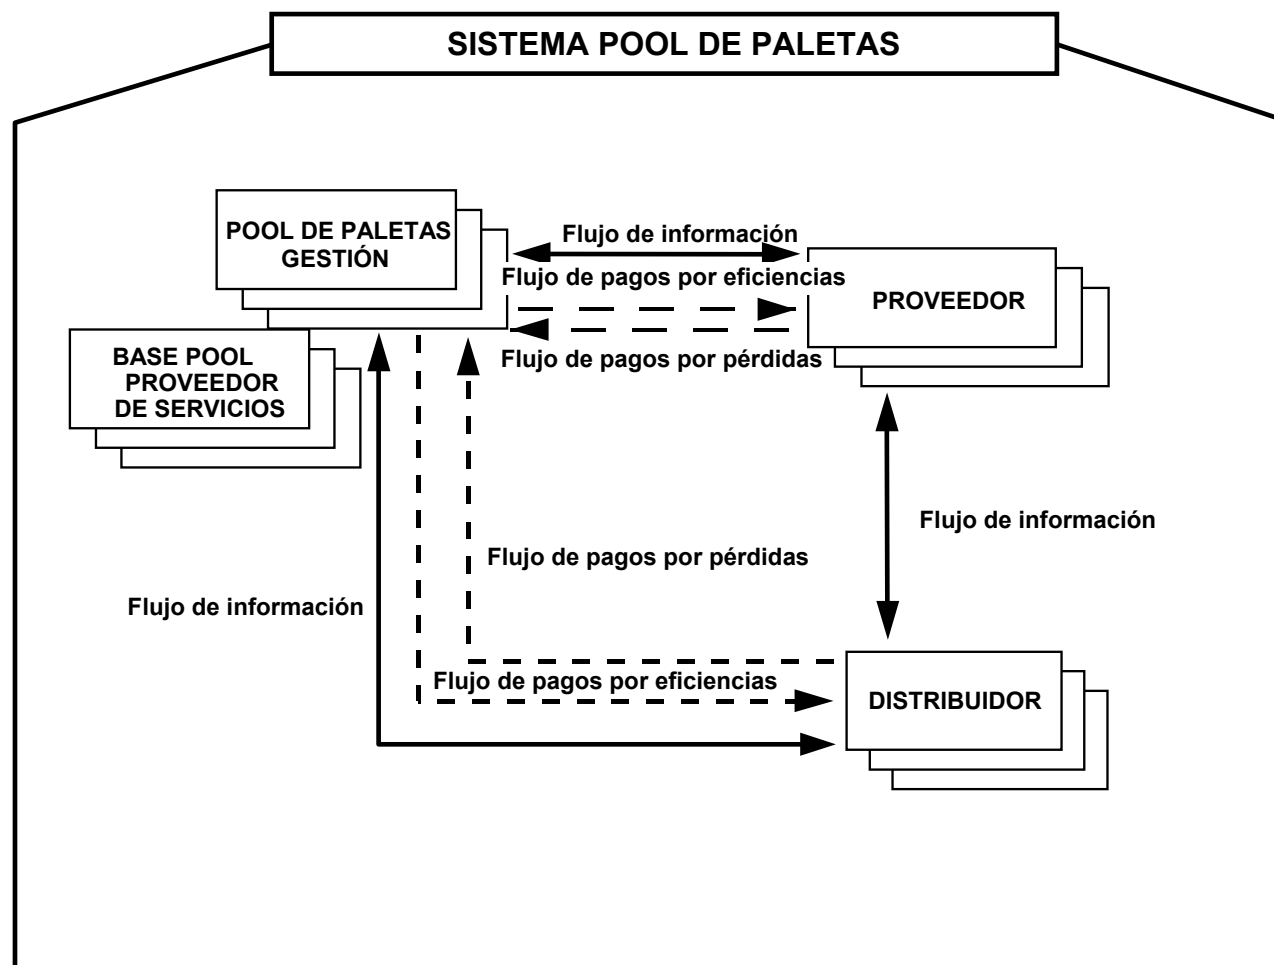 SISTEMA POOL DE PALETAS
POOL DE PALETAS
GESTIÓN
Flujo de información
Flujo de pagos por eficiencias
PROVEEDOR
Flujo de pagos por pérdidas
BASE POOL
PROVEEDOR
DE SERVICIOS
Flujo de información
Flujo de pagos por pérdidas
Flujo de información
Flujo de pagos por eficiencias
DISTRIBUIDOR